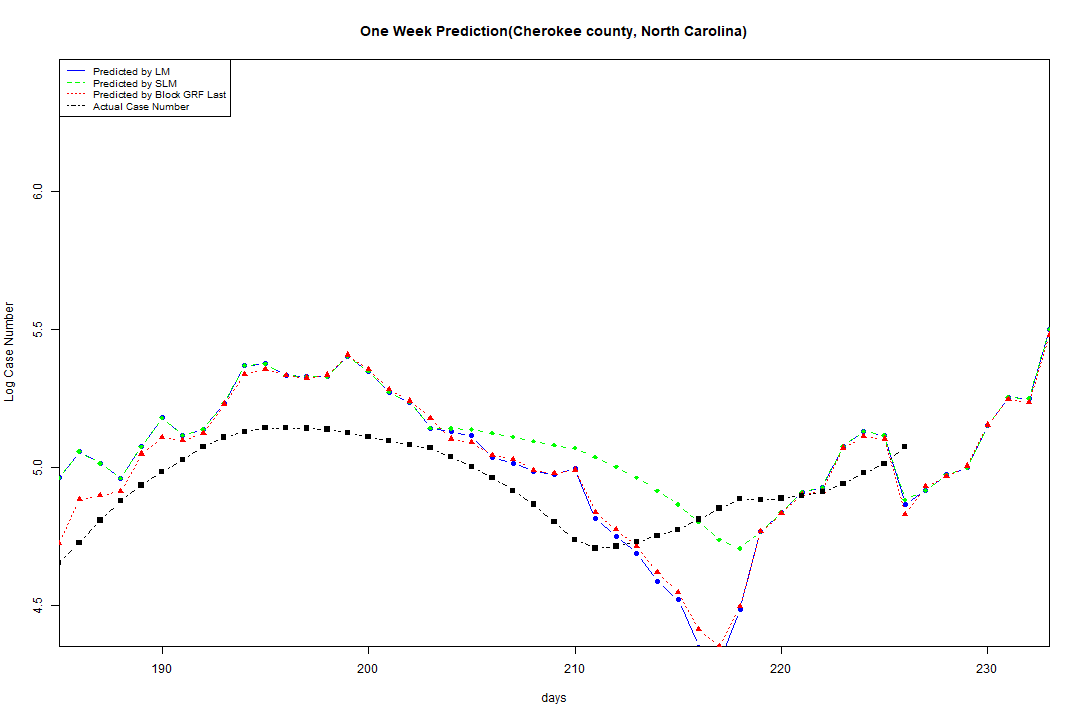 One Week Prediction(Cherokee county, North Carolina)
Predicted by LM
Predicted by SLM
Predicted by Block GRF Last
Actual Case Number
Log Case Number
6.0
5.5
5.0
4.5
190 200 210 220 230
days